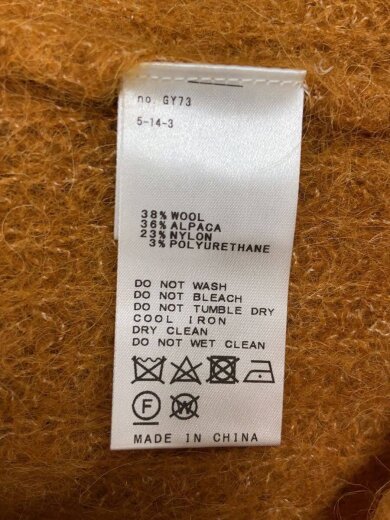 no. GY73
5-14-3
38% WOOL
36% ALPACA
23% NYLON
3% POLYURETHANE
DO NOT WASH
DO NOT BLEACH
DO NOT TUMBLE DRY
COOL IRON
DRY CLEAN
DO NOT WET CLEAN
F W
MADE IN CHINA